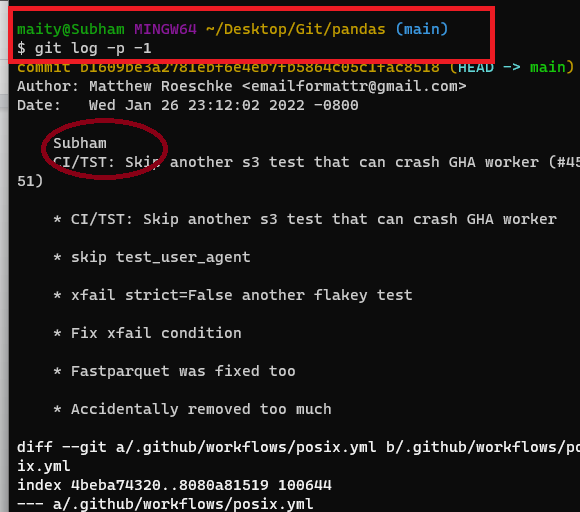 maity@Subham MINGW64 ~/Desktop/Git/pandas (main)
$ git log -p -1
commit b1609be3a2781ebf6e4eb7fb5864c05c1fac8518 (HEAD -> main)
Author: Matthew Roeschke <emailformattr@gmail.com>
Date:   Wed Jan 26 23:12:02 2022 -0800
Subham
CI/TST: Skip another s3 test that can crash GHA worker (#45
51)
* CI/TST: Skip another s3 test that can crash GHA worker
* skip test_user_agent
* xfail strict=False another flakey test
* Fix xfail condition
* Fastparquet was fixed too
* Accidentally removed too much
diff --git a/.github/workflows/posix.yml b/.github/workflows/po
ix.yml
index 4beba74320..8080a81519 100644
--- a/.github/workflows/posix.yml